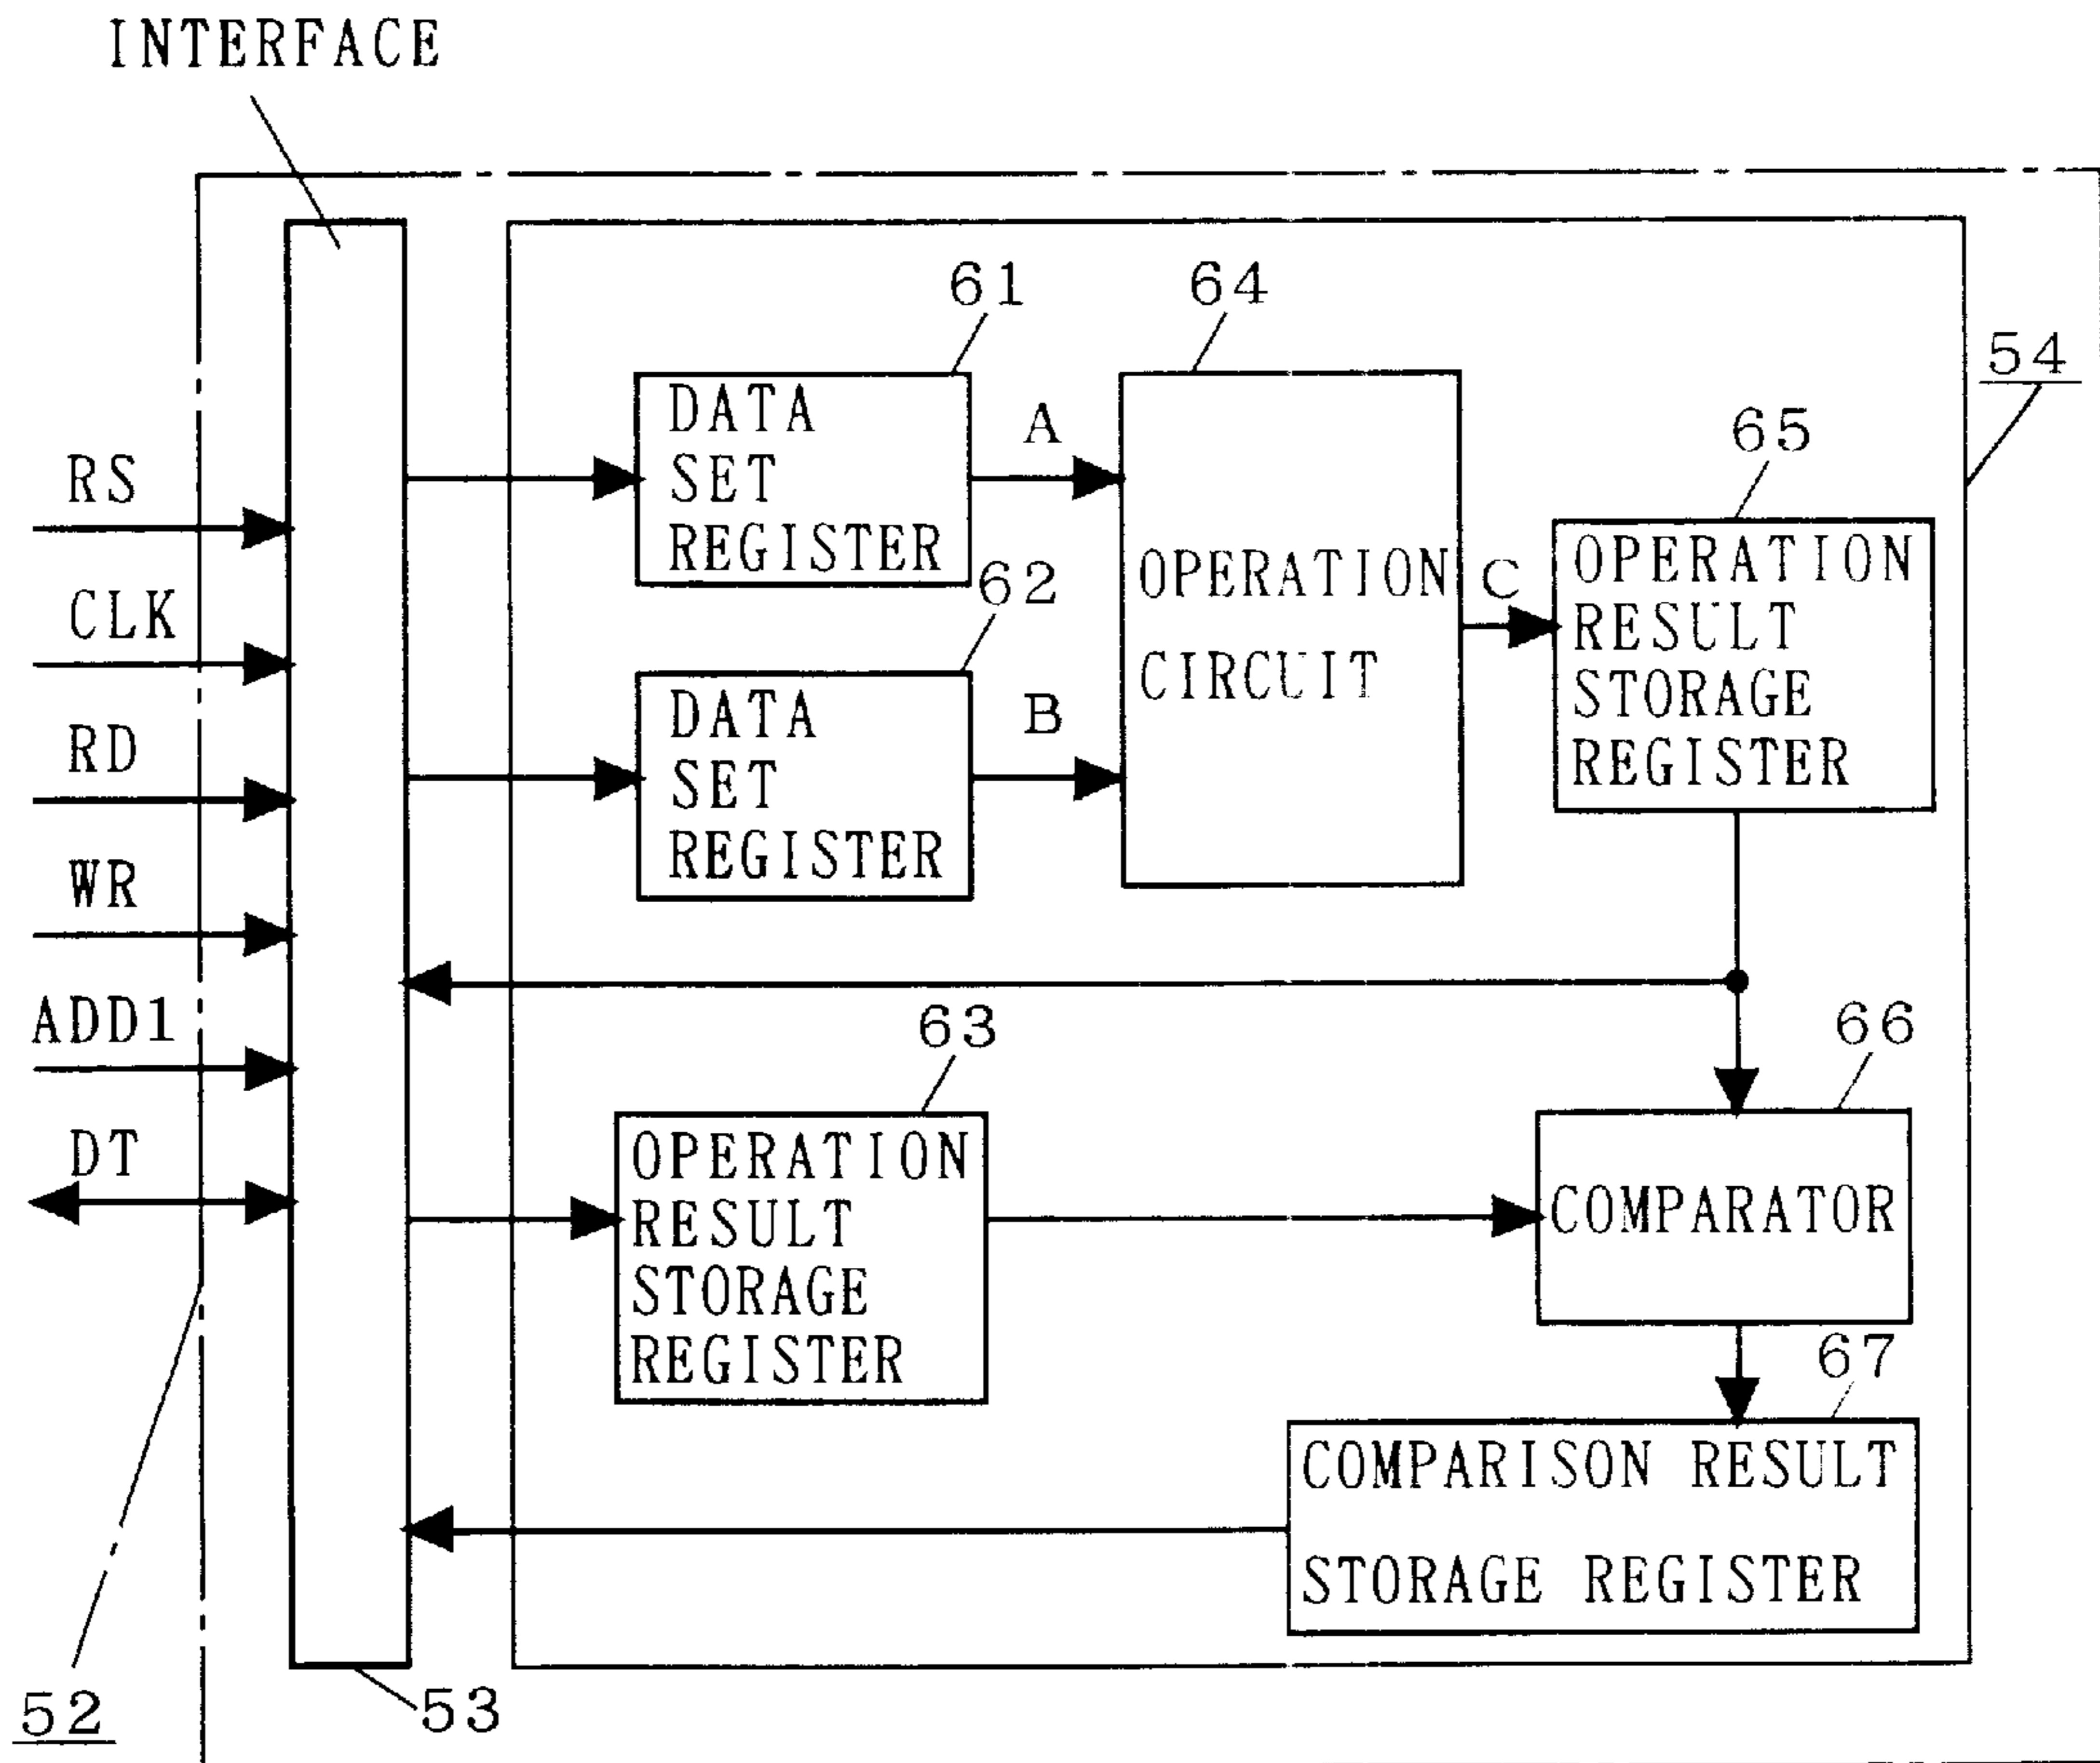 INTERFACE
61
64
54
65
DATA
SET
REGISTER
A
RS
CLK
62
OPERATION
CIRCUIT
C
OPERATION
RESULT
STORAGE
REGISTER
DATA
SET
REGISTER
B
RD
WR
ADD1
63
66
DT
OPERATION
RESULT
STORAGE
REGISTER
COMPARATOR
67
COMPARISON RESULT
STORAGE REGISTER
52
53